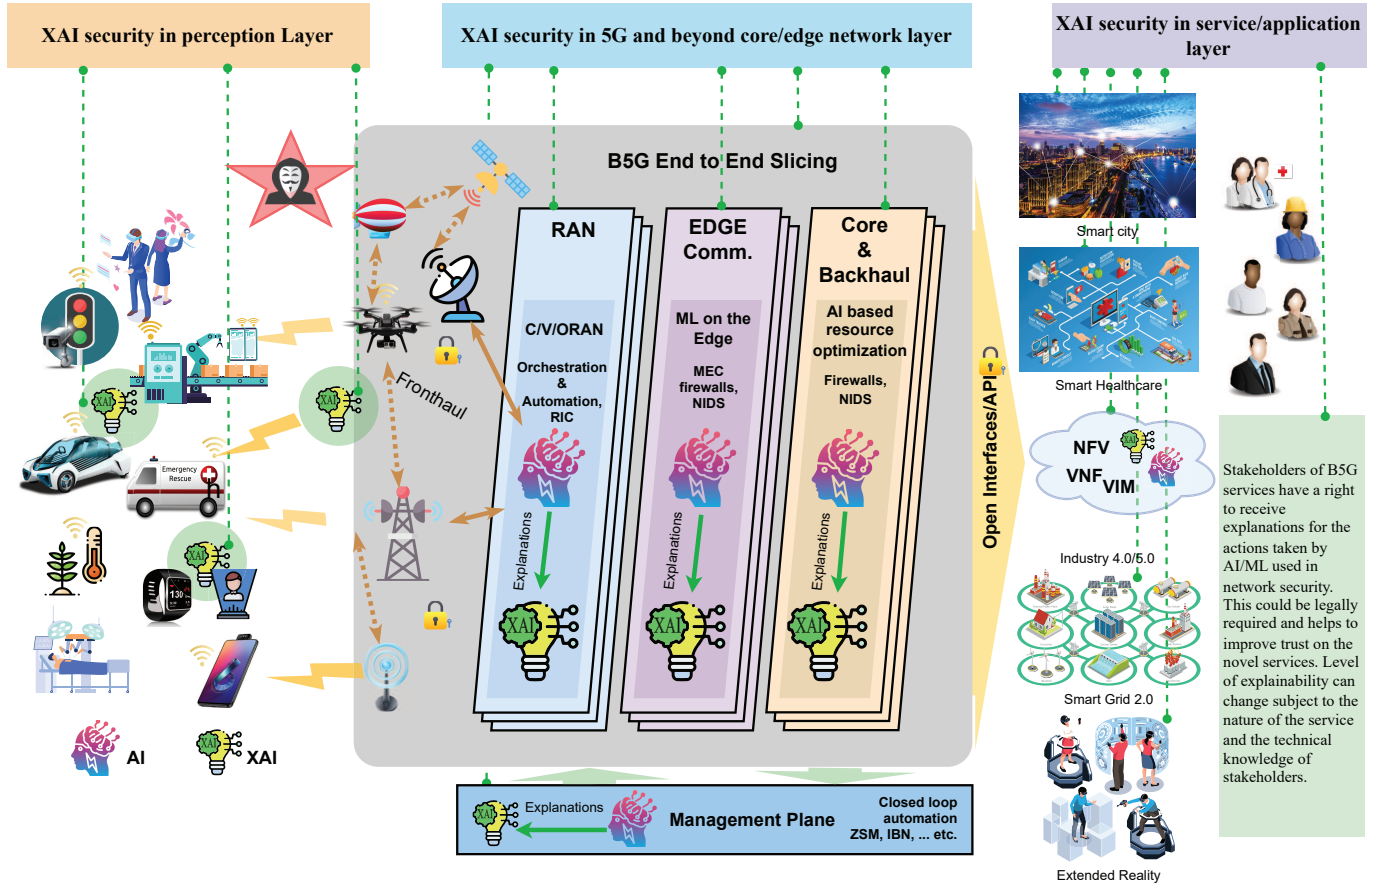 XAI security in perception Layer
XAI security in 5G and beyond core/edge network layer
XAI security in service/application
layer
B5G End to End Slicing
RAN
C/V/ORAN
Orchestration
&
Automation,
RIC
Explanations
XAI
EDGE
Comm.
ML on the
Edge
MEC
firewalls,
NIDS
Explanations
XAI
Core
&
Backhaul
AI based
resource
optimization
Firewalls,
NIDS
Explanations
XAI
Fronthaul
XAI
XAI
Emergency
Rescue
h
XAI
130
AI
XAI
XAI
Open Interfaces/API
XAI
Explanations
Management Plane
Closed loop
automation
ZSM, IBN, ... etc.
Smart city
Smart Healthcare
NFV
XAI
VNF
VIM
Industry 4.0/5.0
Smart Grid 2.0
Extended Reality
Stakeholders of B5G
services have a right
to receive
explanations for the
actions taken by
AI/ML used in
network security.
This could be legally
required and helps to
improve trust on the
novel services. Level
of explainability can
change subject to the
nature of the service
and the technical
knowledge of
stakeholders.